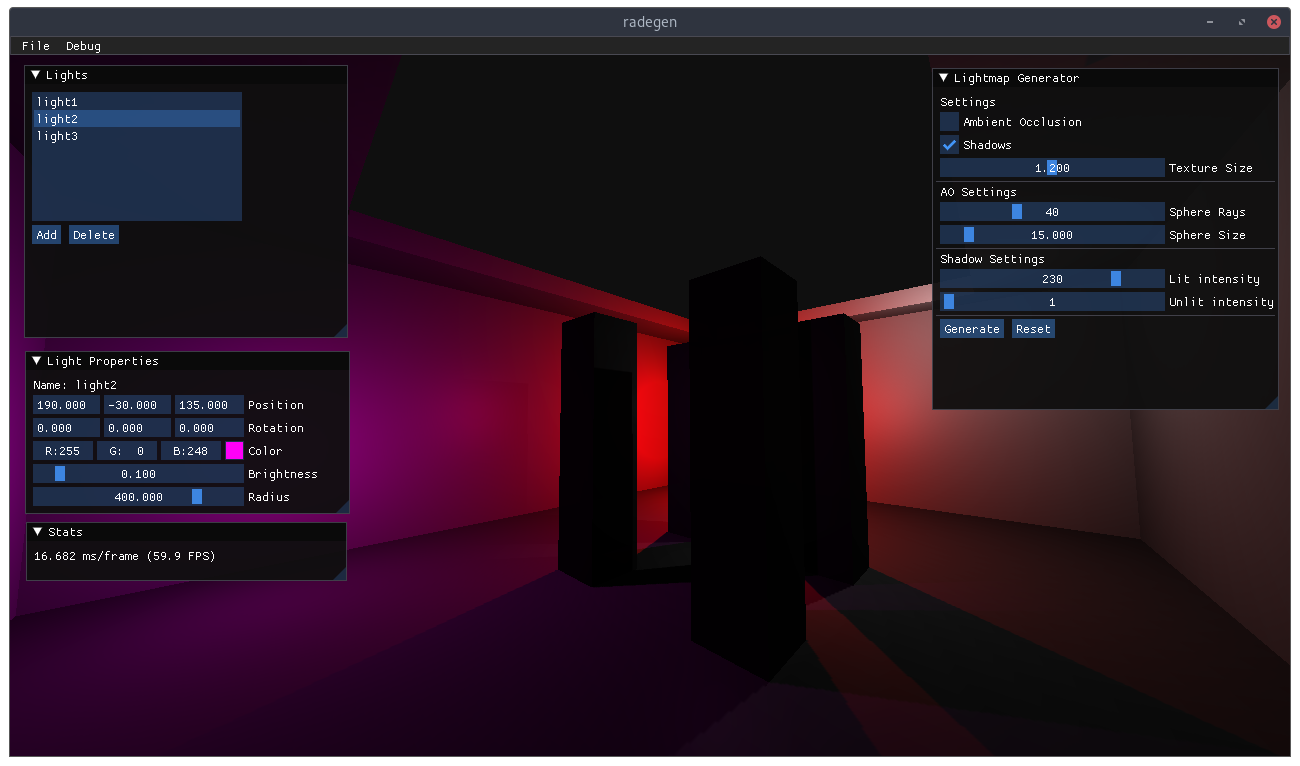 radegen
File Debug
Lights
light1
light2
light3
Add Delete
Light Properties
Name: light2
190.000 -30.000 135.000 Position
0.000 0.000 0.000 Rotation
R:255 G: 0 B:248 Color
0.100 Brightness
400.000 Radius
Stats
16.682 ms/frame (59.9 FPS)
Lightmap Generator
Settings
Ambient Occlusion
Shadows
1.200 Texture Size
AO Settings
40 Sphere Rays
15.000 Sphere Size
Shadow Settings
230 Lit intensity
1 Unlit intensity
Generate Reset